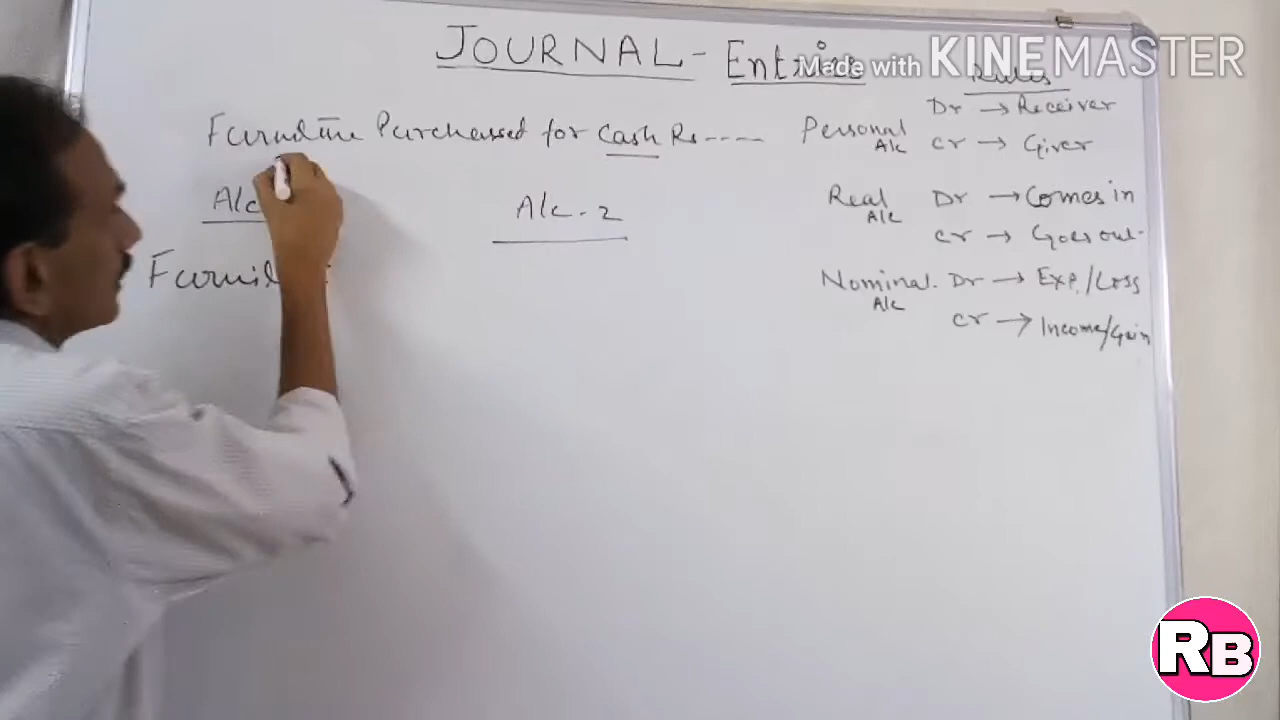 JOURNAL - Entries
Made with KINEMASTER
Rules
Furniture Purchased for Cash Rs ----
Personal A/c Dr → Receiver
Cr → Giver
A/c
A/c - 2
Real A/c Dr → Comes in
Cr → Goes out
Furnit
Nominal. A/c Dr → Exp./Loss
Cr → Income/Gain
RB